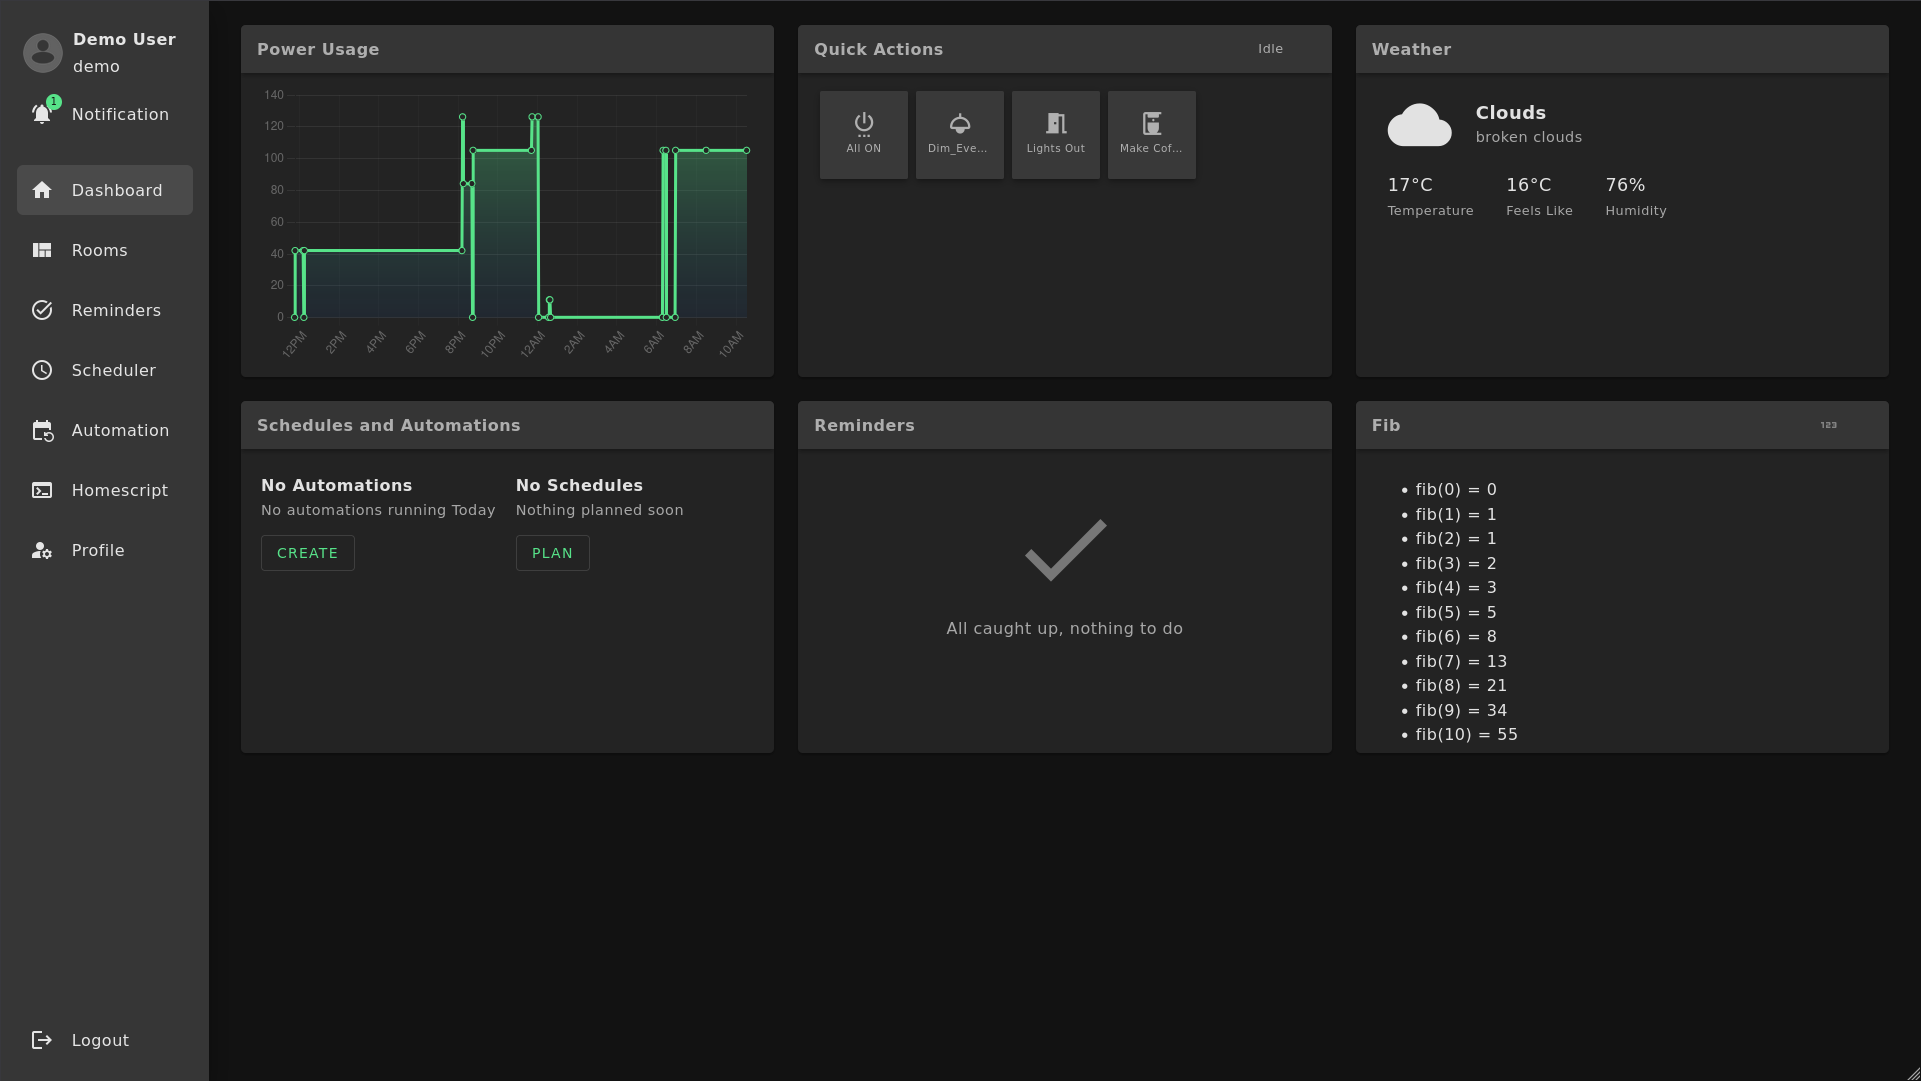 Demo User
demo
1
Notification
Dashboard
Rooms
Reminders
Scheduler
Automation
Homescript
Profile
Logout
Power Usage
140
120
100
80
60
40
20
0
12PM 2PM 4PM 6PM 8PM 10PM 12AM 2AM 4AM 6AM 8AM 10AM
Quick Actions Idle
All ON Dim_Eve... Lights Out Make Cof...
Weather
Clouds
broken clouds
17°C 16°C 76%
Temperature Feels Like Humidity
Schedules and Automations
No Automations
No automations running Today
CREATE
No Schedules
Nothing planned soon
PLAN
Reminders
All caught up, nothing to do
Fib 123
• fib(0) = 0
• fib(1) = 1
• fib(2) = 1
• fib(3) = 2
• fib(4) = 3
• fib(5) = 5
• fib(6) = 8
• fib(7) = 13
• fib(8) = 21
• fib(9) = 34
• fib(10) = 55